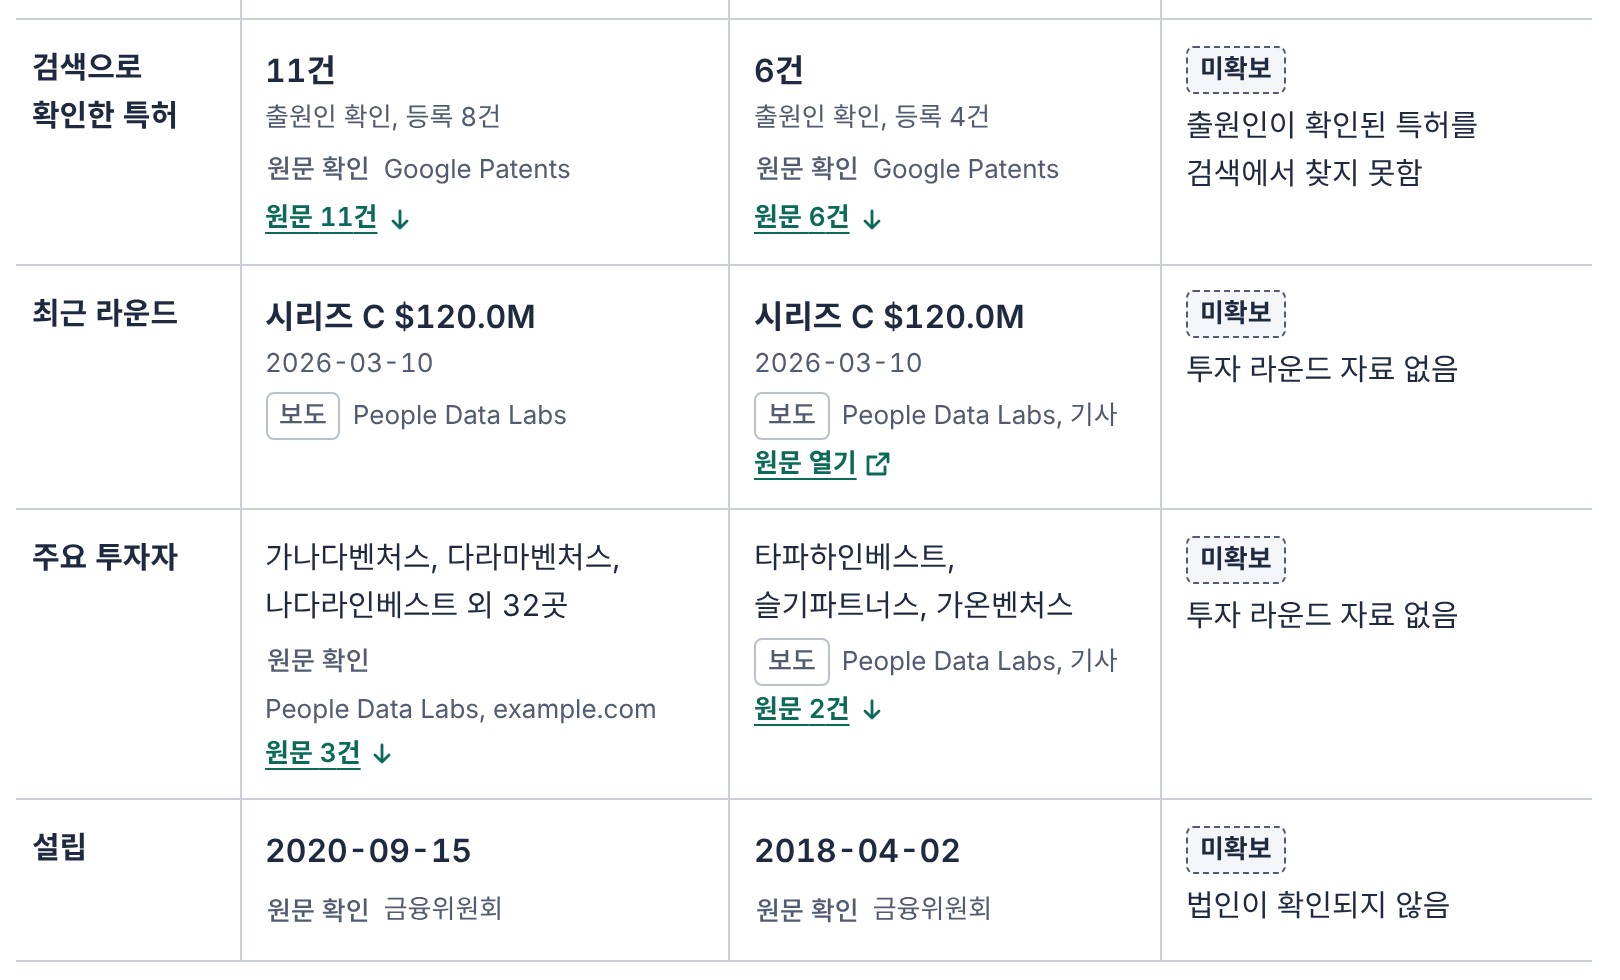 검색으로
확인한 특허
11건
출원인 확인, 등록 8건
원문 확인 Google Patents
원문 11건 ↓
6건
출원인 확인, 등록 4건
원문 확인 Google Patents
원문 6건 ↓
미확보
출원인이 확인된 특허를
검색에서 찾지 못함
최근 라운드
시리즈 C $120.0M
2026-03-10
보도 People Data Labs
시리즈 C $120.0M
2026-03-10
보도 People Data Labs, 기사
원문 열기
미확보
투자 라운드 자료 없음
주요 투자자
가나다벤처스, 다라마벤처스,
나다라인베스트 외 32곳
원문 확인
People Data Labs, example.com
원문 3건 ↓
타파하인베스트,
슬기파트너스, 가온벤처스
보도 People Data Labs, 기사
원문 2건 ↓
미확보
투자 라운드 자료 없음
설립
2020-09-15
원문 확인 금융위원회
2018-04-02
원문 확인 금융위원회
미확보
법인이 확인되지 않음